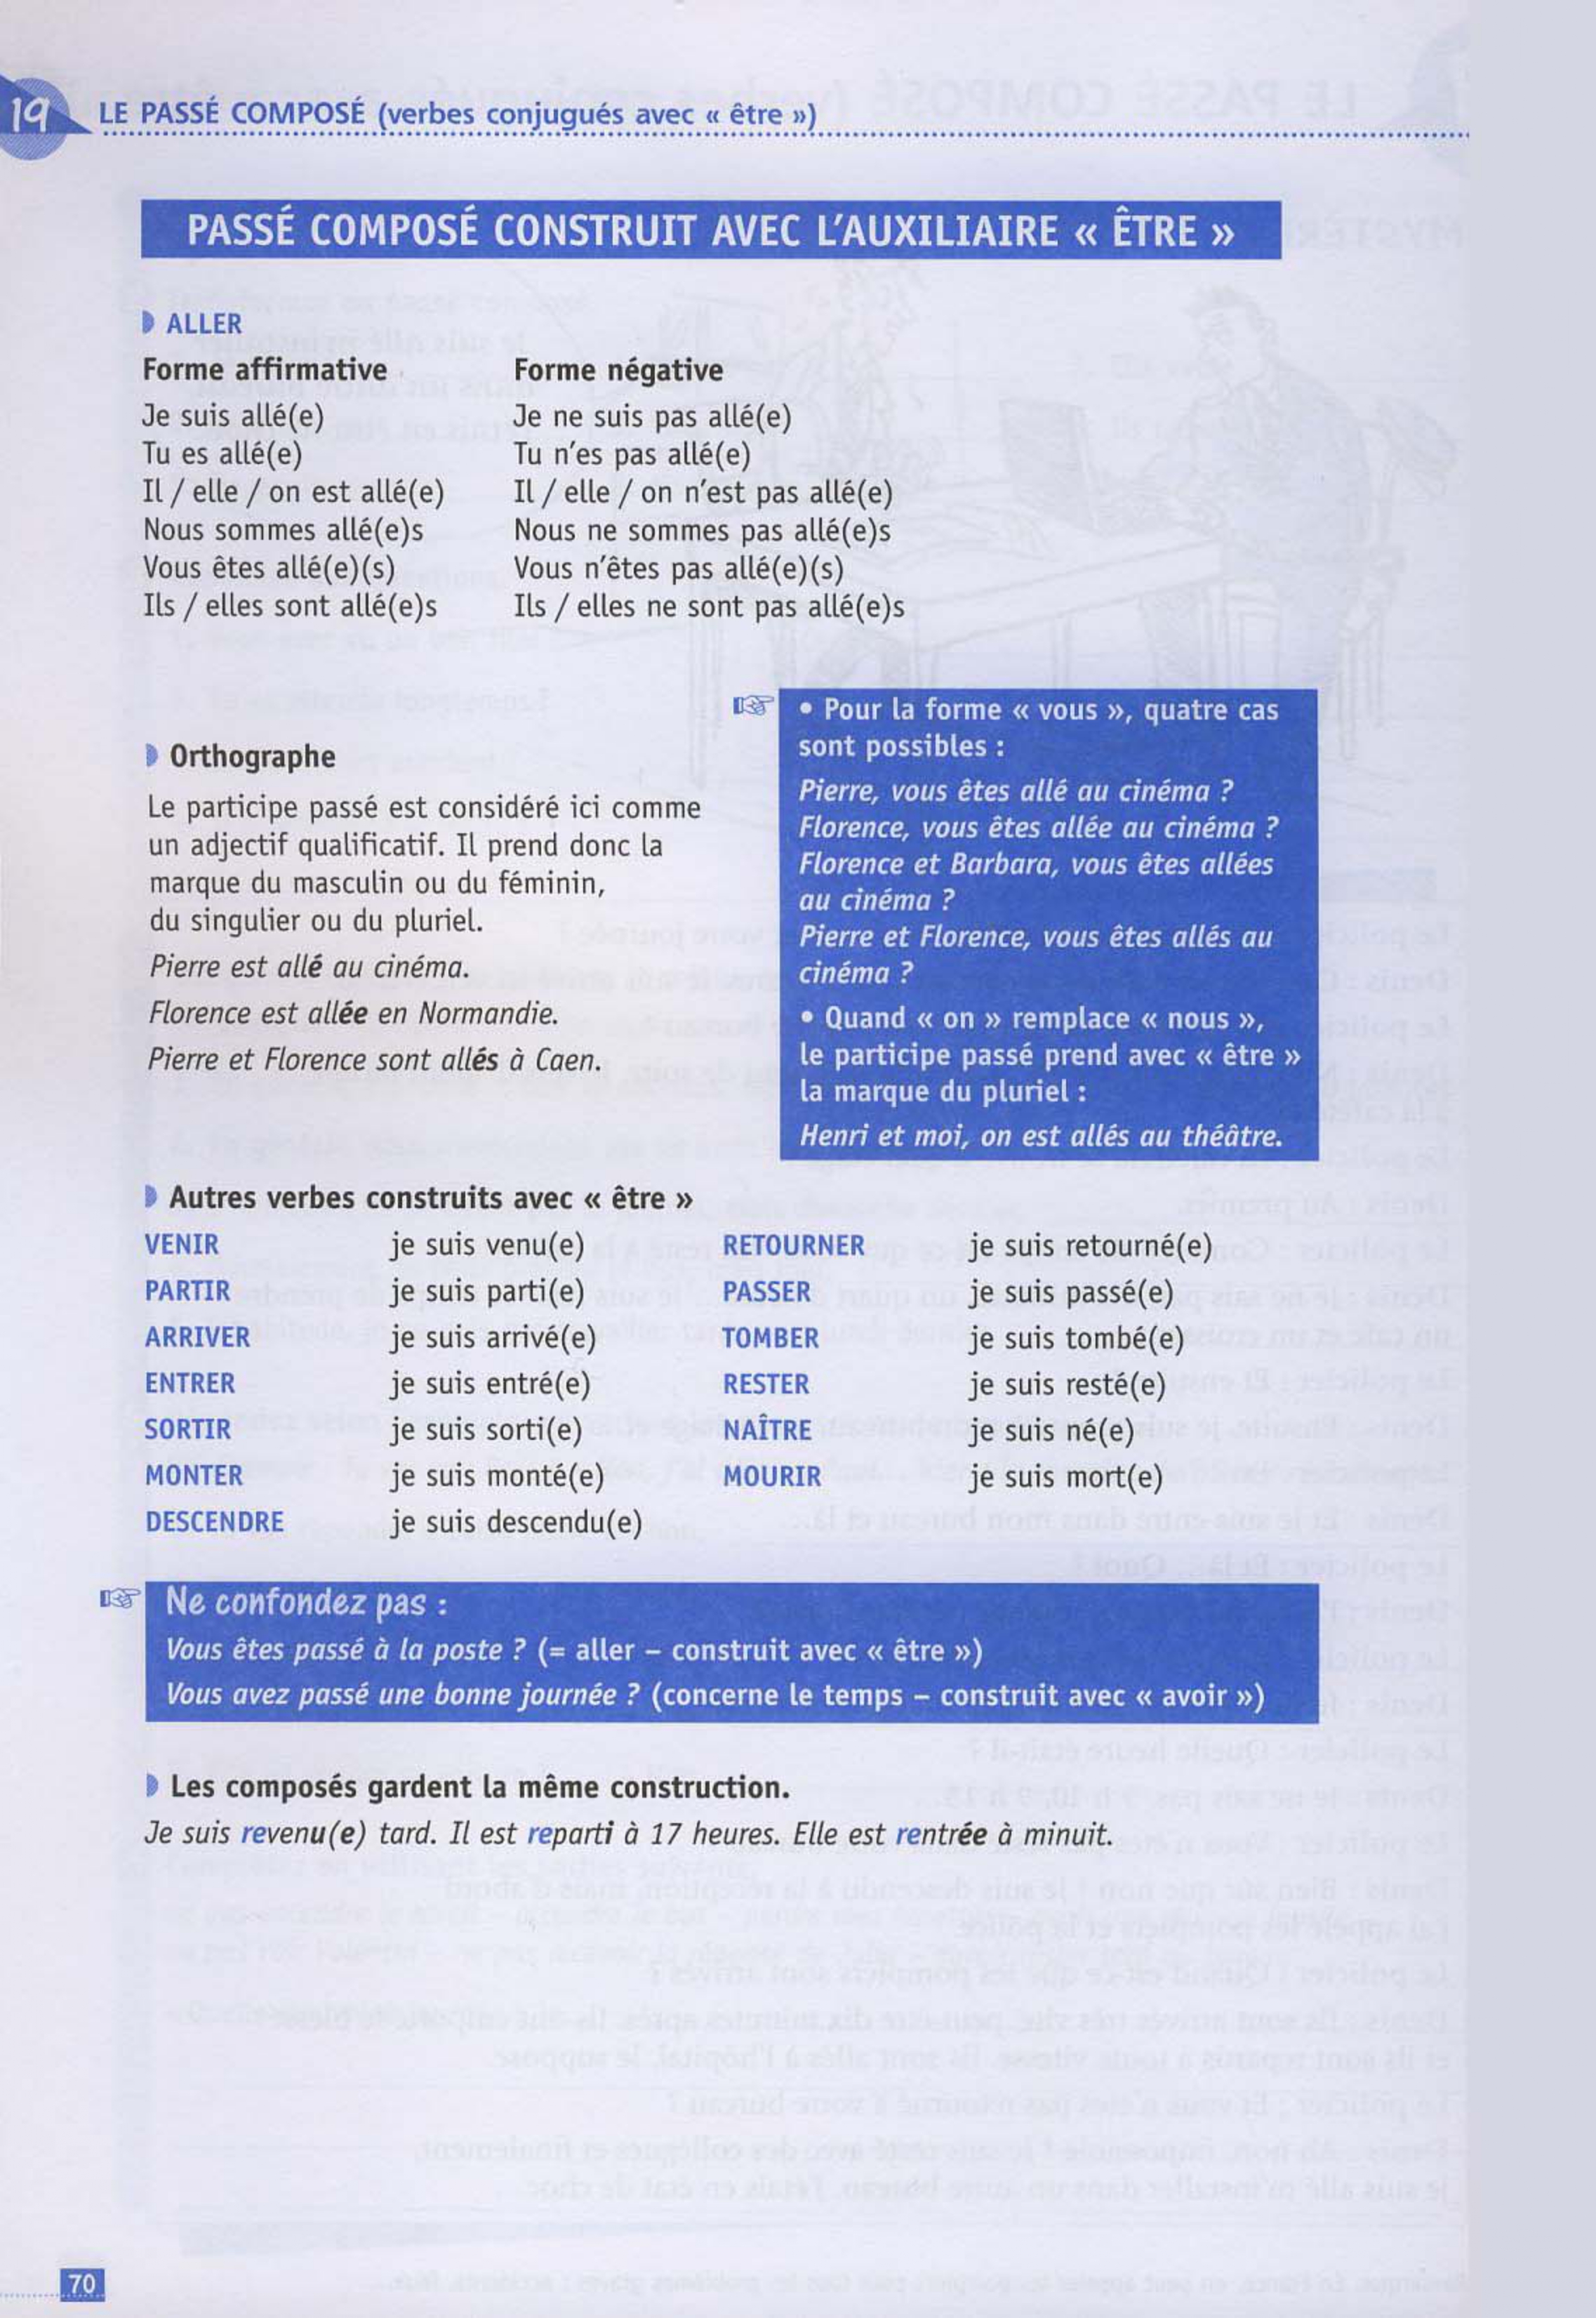 19
LE PASSÉ COMPOSÉ (verbes conjugués avec « être »)
PASSÉ COMPOSÉ CONSTRUIT AVEC L'AUXILIAIRE « ÊTRE »
ALLER
Forme affirmative
Je suis allé(e)
Tu es allé(e)
Il / elle / on est allé(e)
Nous sommes allé(e)s
Vous êtes allé(e)(s)
Ils / elles sont allé(e)s
Forme négative
Je ne suis pas allé(e)
Tu n'es pas allé(e)
Il / elle / on n'est pas allé(e)
Nous ne sommes pas allé(e)s
Vous n'êtes pas allé(e)(s)
Ils / elles ne sont pas allé(e)s
Orthographe
Le participe passé est considéré ici comme
un adjectif qualificatif. Il prend donc la
marque du masculin ou du féminin,
du singulier ou du pluriel.
Pierre est allé au cinéma.
Florence est allée en Normandie.
Pierre et Florence sont allés à Caen.
☞ • Pour la forme « vous », quatre cas
sont possibles :
Pierre, vous êtes allé au cinéma ?
Florence, vous êtes allée au cinéma ?
Florence et Barbara, vous êtes allées
au cinéma ?
Pierre et Florence, vous êtes allés au
cinéma ?
• Quand « on » remplace « nous »,
le participe passé prend avec « être »
la marque du pluriel :
Henri et moi, on est allés au théâtre.
Autres verbes construits avec « être »
VENIR je suis venu(e) RETOURNER je suis retourné(e)
PARTIR je suis parti(e) PASSER je suis passé(e)
ARRIVER je suis arrivé(e) TOMBER je suis tombé(e)
ENTRER je suis entré(e) RESTER je suis resté(e)
SORTIR je suis sorti(e) NAÎTRE je suis né(e)
MONTER je suis monté(e) MOURIR je suis mort(e)
DESCENDRE je suis descendu(e)
☞ Ne confondez pas :
Vous êtes passé à la poste ? (= aller – construit avec « être »)
Vous avez passé une bonne journée ? (concerne le temps – construit avec « avoir »)
Les composés gardent la même construction.
Je suis revenu(e) tard. Il est reparti à 17 heures. Elle est rentrée à minuit.
70